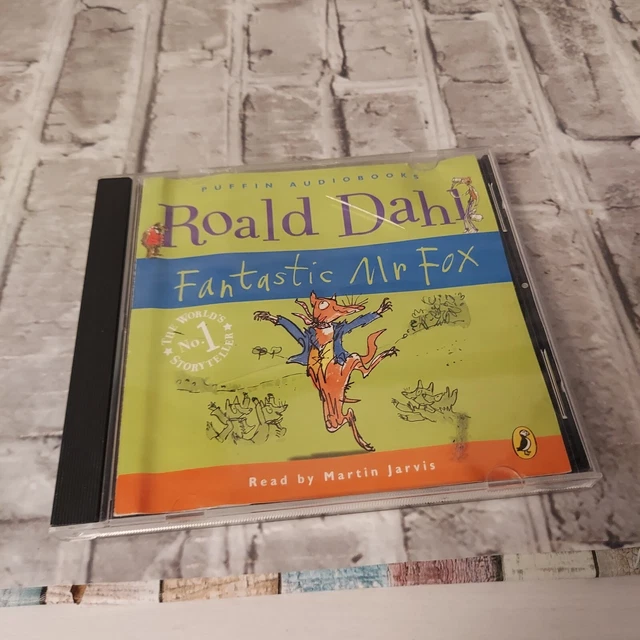 PUFFIN AUDIOBOOKS
Roald Dahl
Fantastic Mr Fox
THE WORLD'S
No. 1
STORYTELLER
Read by Martin Jarvis